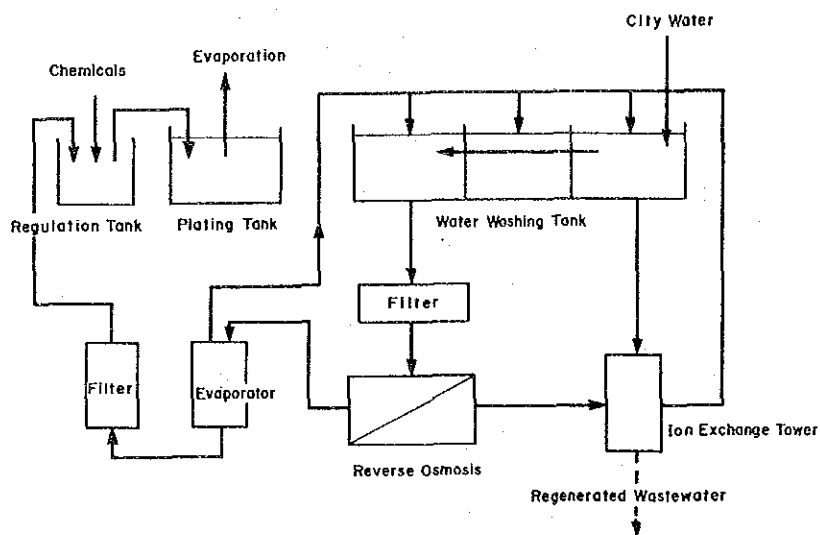 City Water
Chemicals
Evaporation
Regulation Tank
Plating Tank
Water Washing Tank
Filter
Filter
Evaporator
Reverse Osmosis
Ion Exchange Tower
Regenerated Wastewater